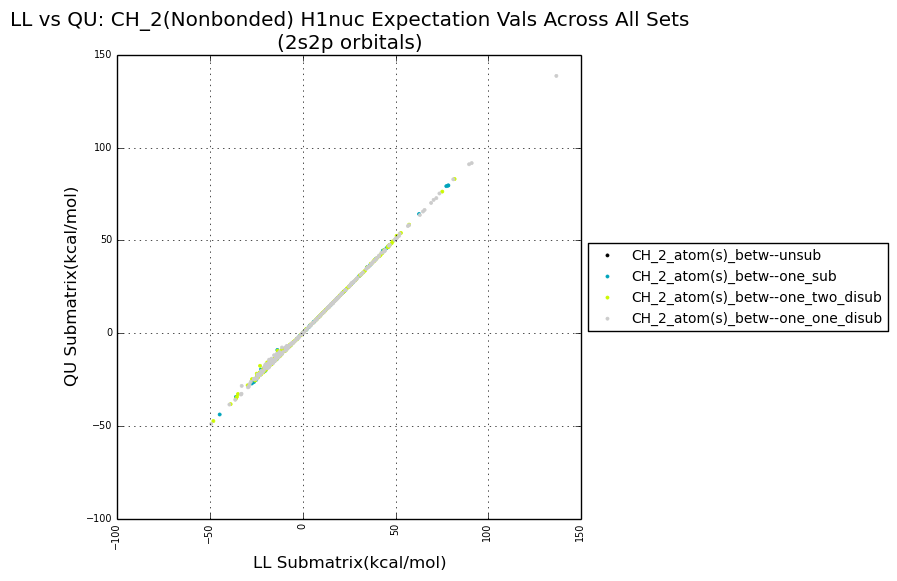 LL vs QU: CH_2(Nonbonded) H1nuc Expectation Vals Across All Sets
(2s2p orbitals)
150
100
50
0
−50
−100
QU Submatrix(kcal/mol)
−100
−50
0
50
100
150
LL Submatrix(kcal/mol)
CH_2_atom(s)_betw--unsub
CH_2_atom(s)_betw--one_sub
CH_2_atom(s)_betw--one_two_disub
CH_2_atom(s)_betw--one_one_disub